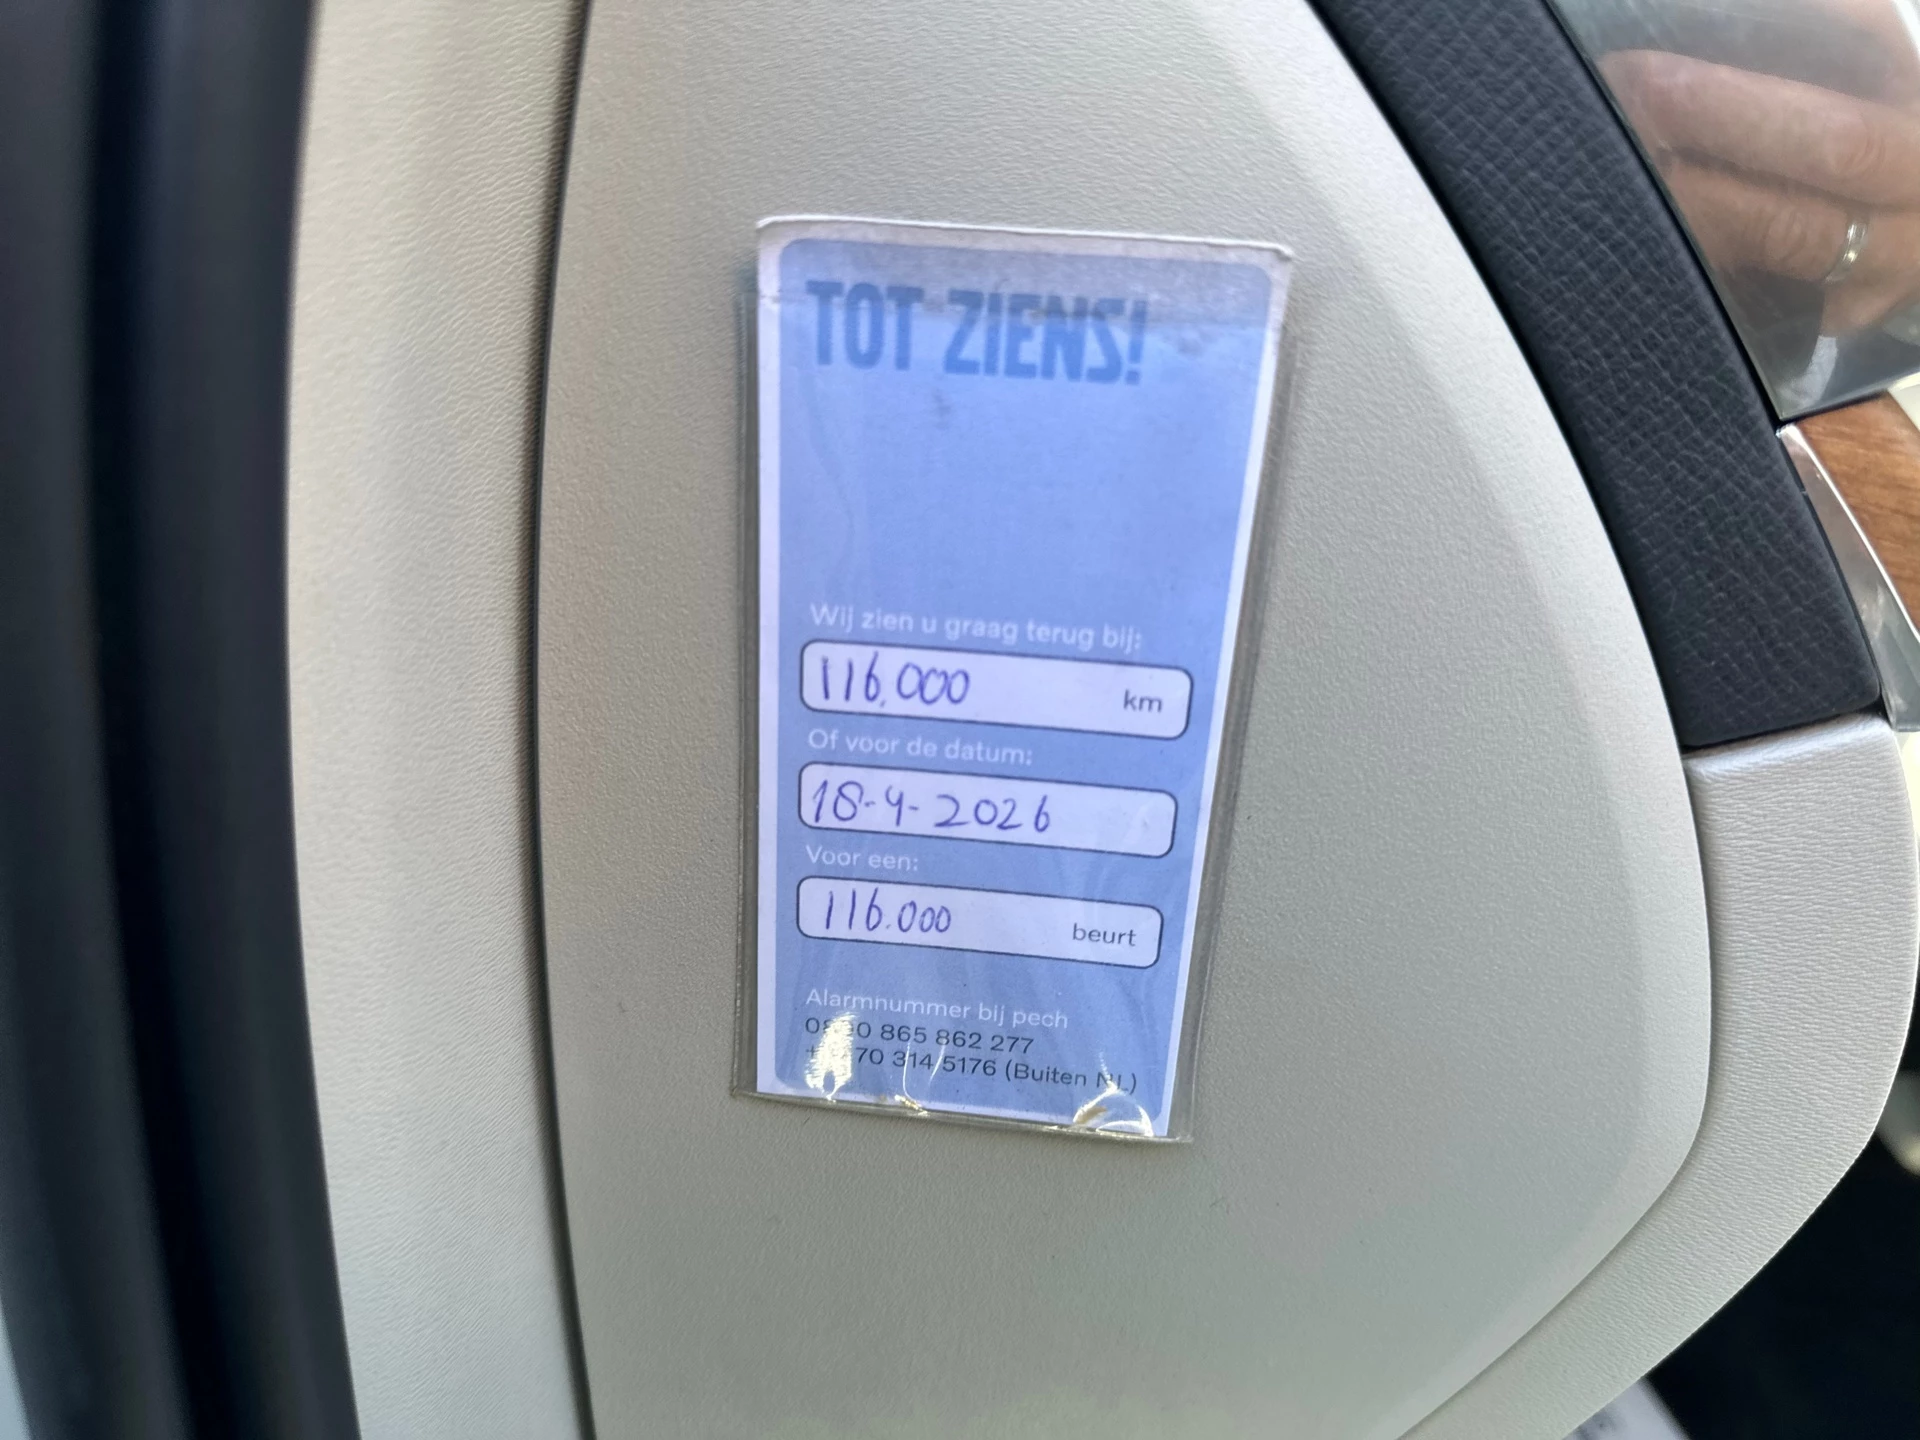 TOT ZIENS!
Wij zien u graag terug bij:
116.000 km
Of voor de datum:
18-4-2026
Voor een:
116.000 beurt
Alarmnummer bij pech
865 862 277
70 314 5176 (Buiten NL)